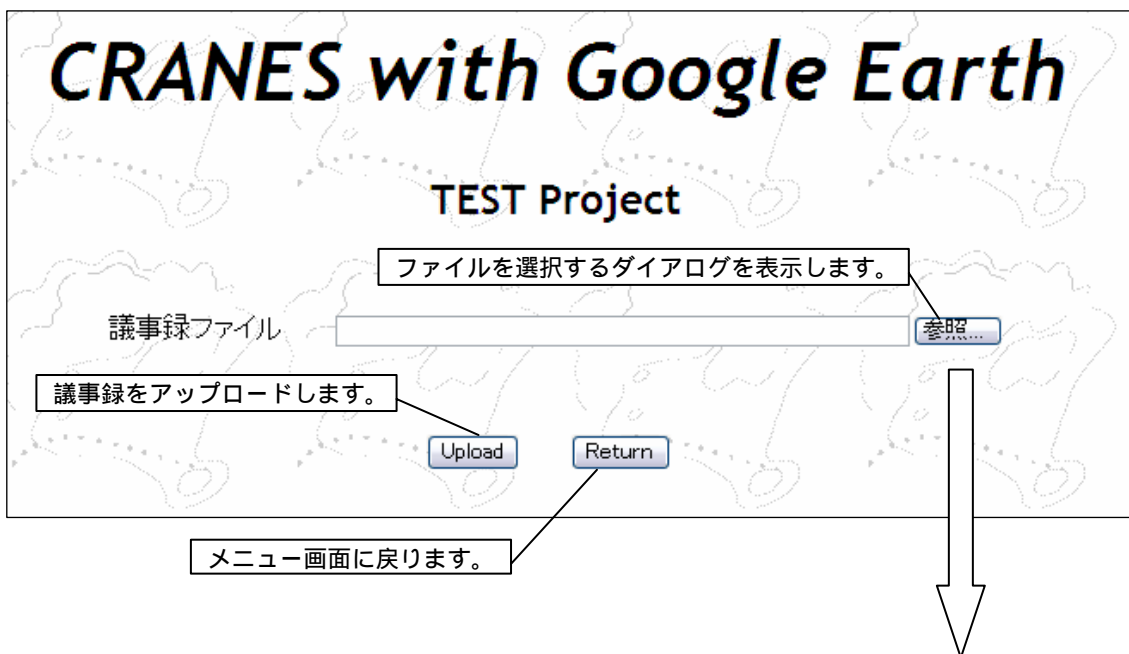 CRANES with Google Earth
TEST Project
ファイルを選択するダイアログを表示します。
議事録ファイル
参照...
議事録をアップロードします。
Upload
Return
メニュー画面に戻ります。